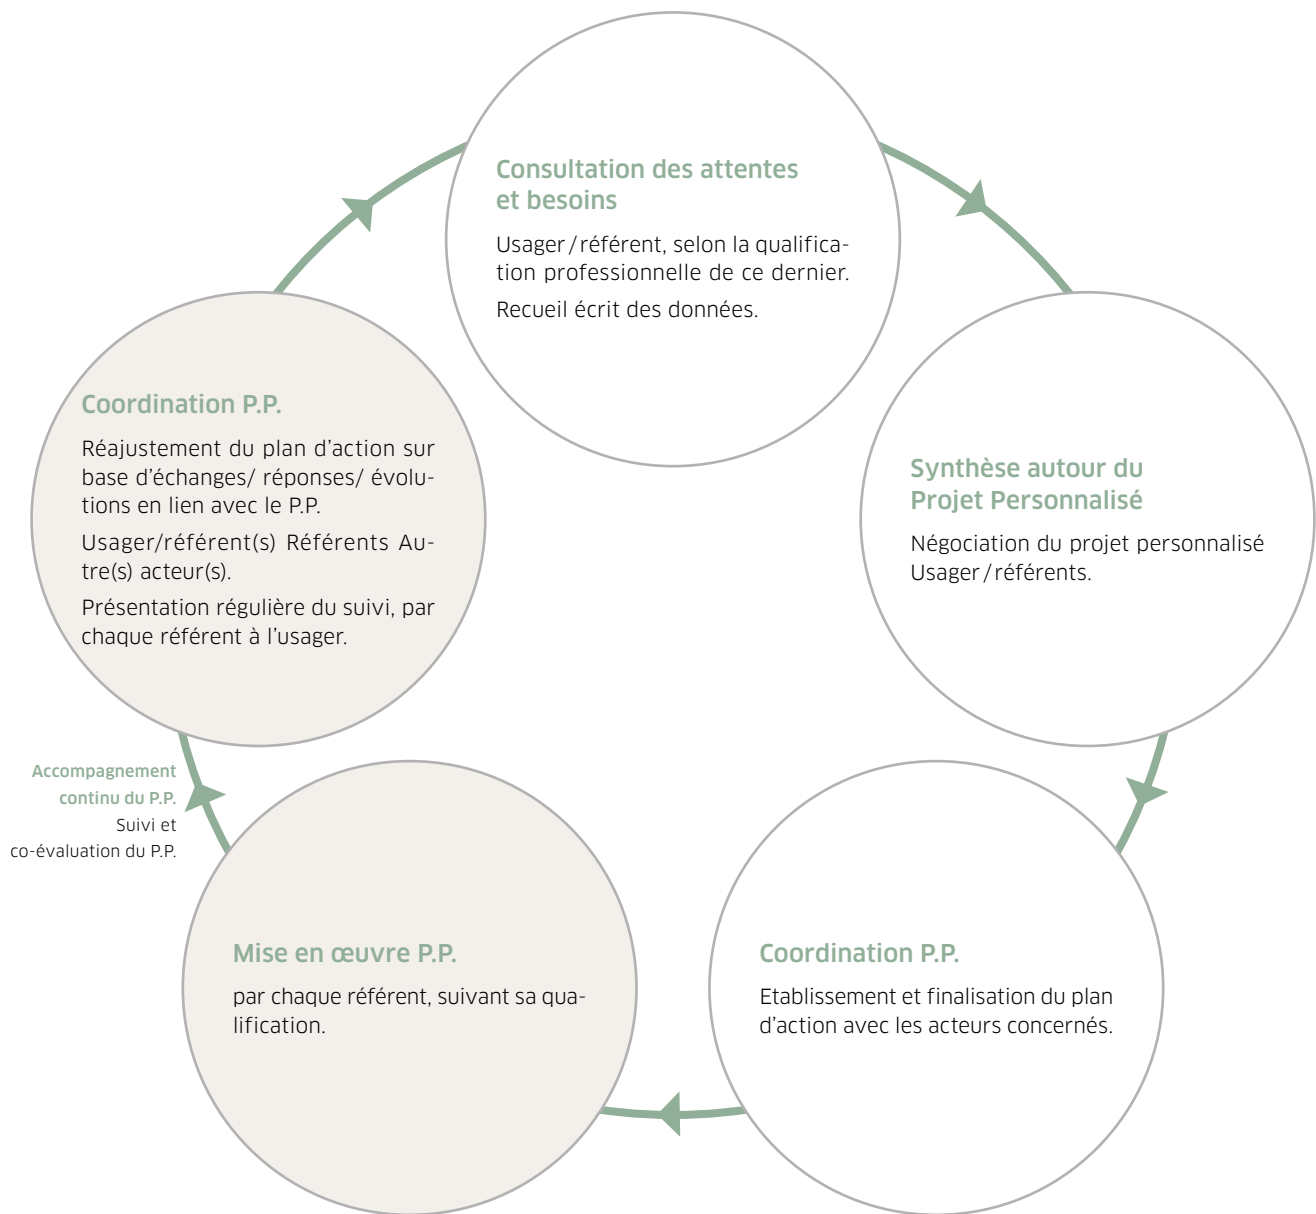 Consultation des attentes
et besoins
Usager/référent, selon la qualifica-
tion professionnelle de ce dernier.
Recueil écrit des données.
Synthèse autour du
Projet Personnalisé
Négociation du projet personnalisé
Usager/référents.
Coordination P.P.
Etablissement et finalisation du plan
d'action avec les acteurs concernés.
Mise en œuvre P.P.
par chaque référent, suivant sa qua-
lification.
Accompagnement
continu du P.P.
Suivi et
co-évaluation du P.P.
Coordination P.P.
Réajustement du plan d'action sur
base d'échanges/ réponses/ évolu-
tions en lien avec le P.P.
Usager/référent(s) Référents Au-
tre(s) acteur(s).
Présentation régulière du suivi, par
chaque référent à l'usager.